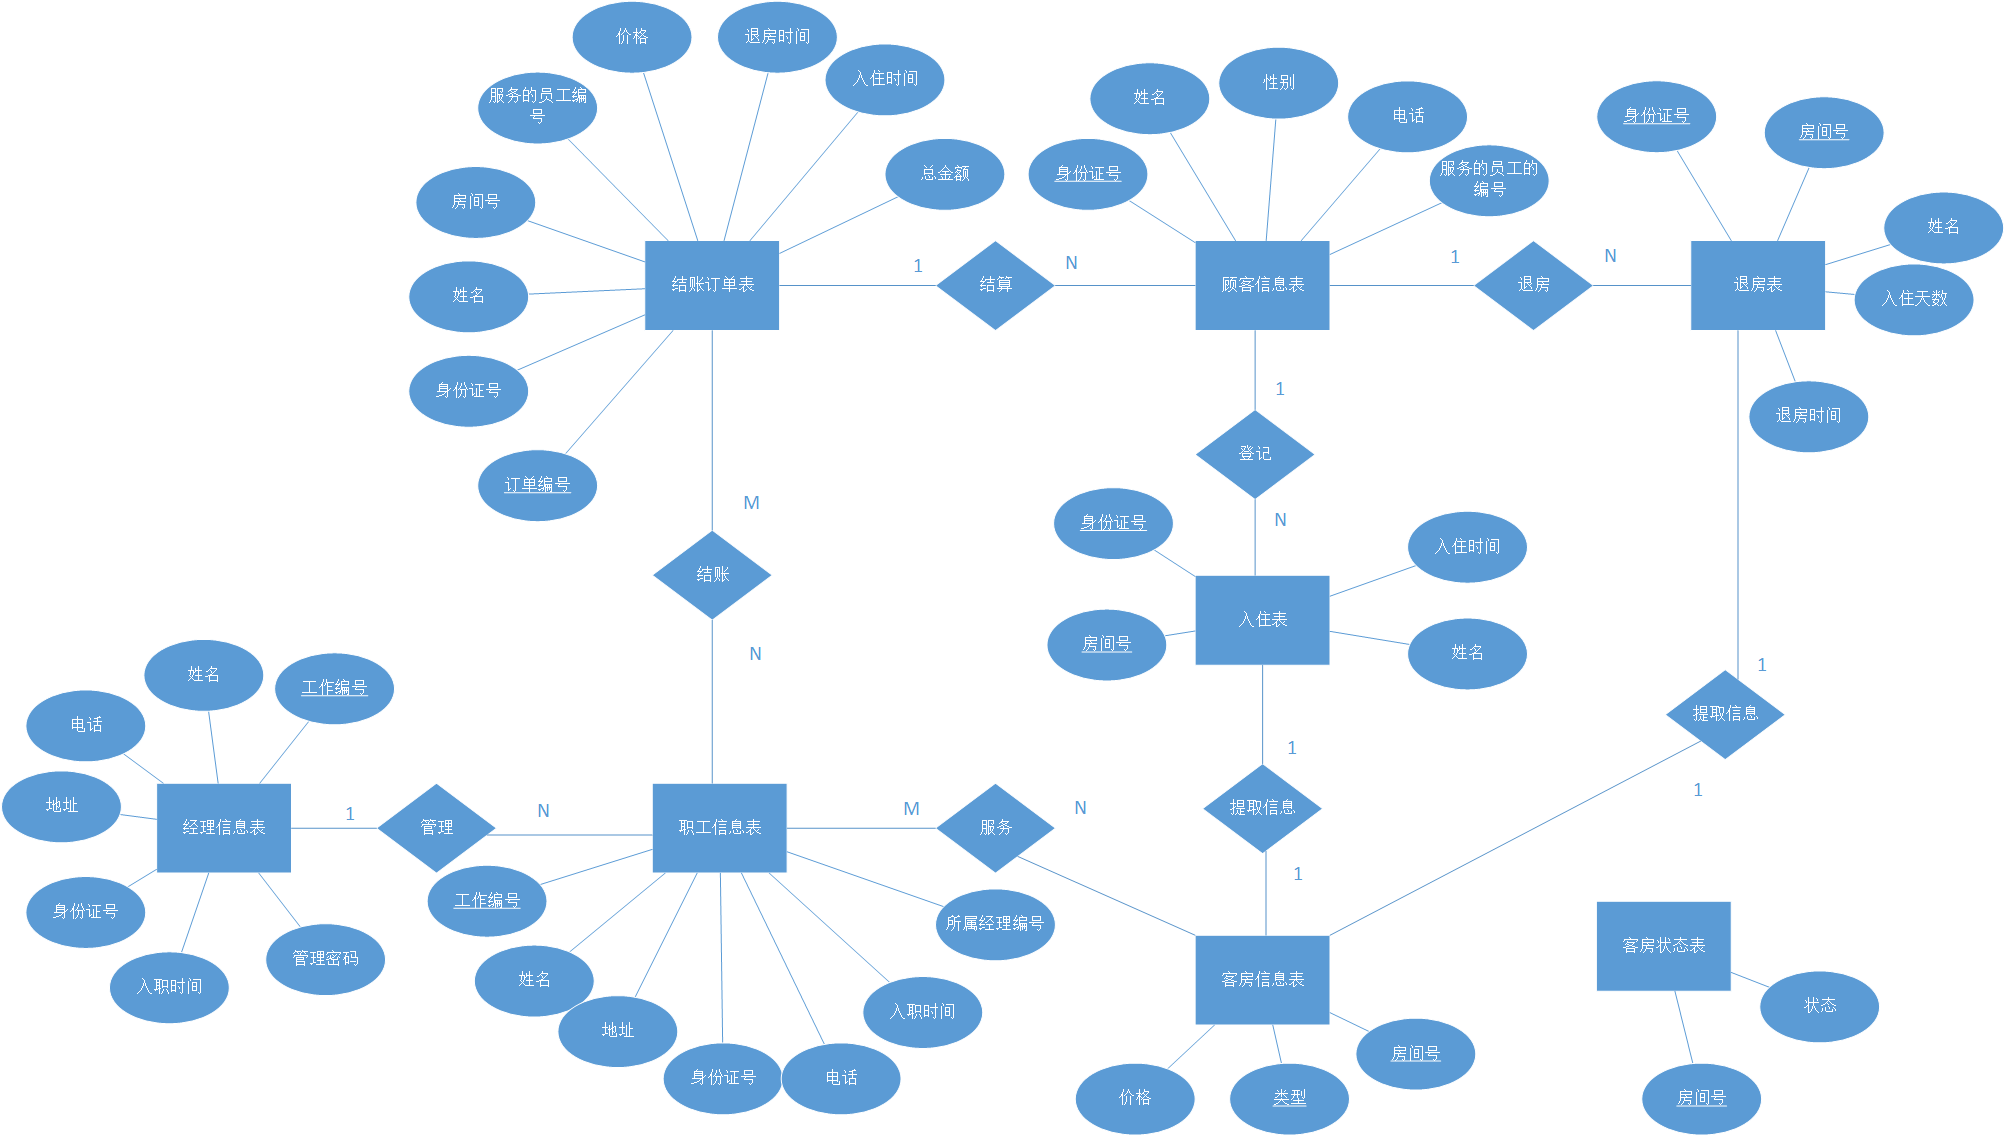 价格
退房时间
入住时间
服务的员工编
号
总金额
房间号
姓名
身份证号
订单编号
结账订单表
1
结算
N
姓名
性别
电话
身份证号
服务的员工的
编号
顾客信息表
1
退房
N
身份证号
房间号
姓名
入住天数
退房时间
退房表
1
登记
N
M
结账
N
身份证号
入住时间
房间号
姓名
入住表
1
提取信息
1
1
提取信息
1
姓名
工作编号
电话
地址
身份证号
入职时间
管理密码
经理信息表
1
管理
N
职工信息表
M
服务
N
工作编号
姓名
地址
身份证号
电话
入职时间
所属经理编号
客房信息表
价格
类型
房间号
客房状态表
状态
房间号